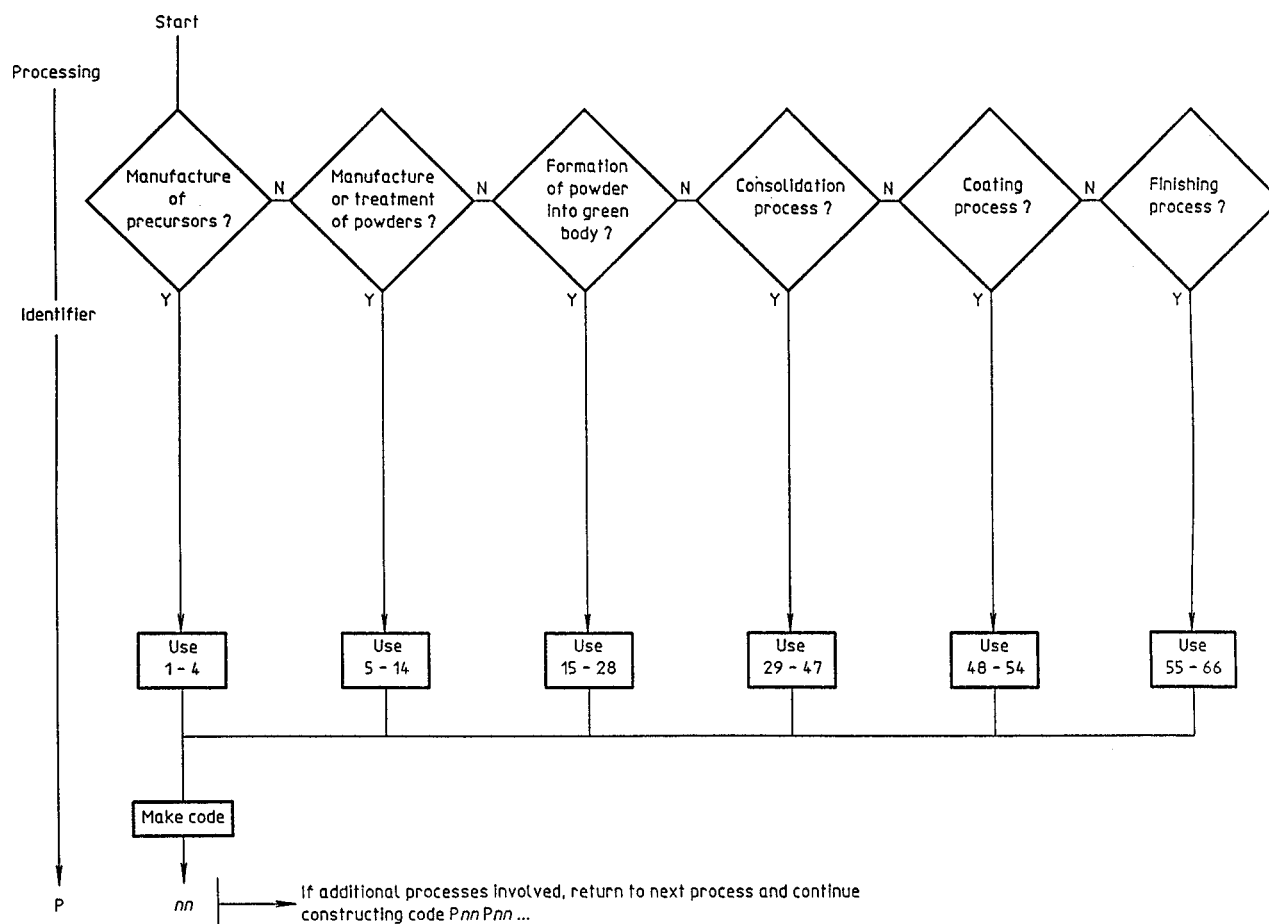 Start
Processing
Manufacture
of
precursors ?
N
Manufacture
or treatment
of powders ?
N
Formation
of powder
into green
body ?
N
Consolidation
process ?
N
Coating
process ?
N
Finishing
process ?
Y
Y
Y
Y
Y
Y
Identifier
Use
1 - 4
Use
5 - 14
Use
15 - 28
Use
29 - 47
Use
48 - 54
Use
55 - 66
Make code
P
nn
If additional processes involved, return to next process and continue
constructing code Pnn Pnn ...